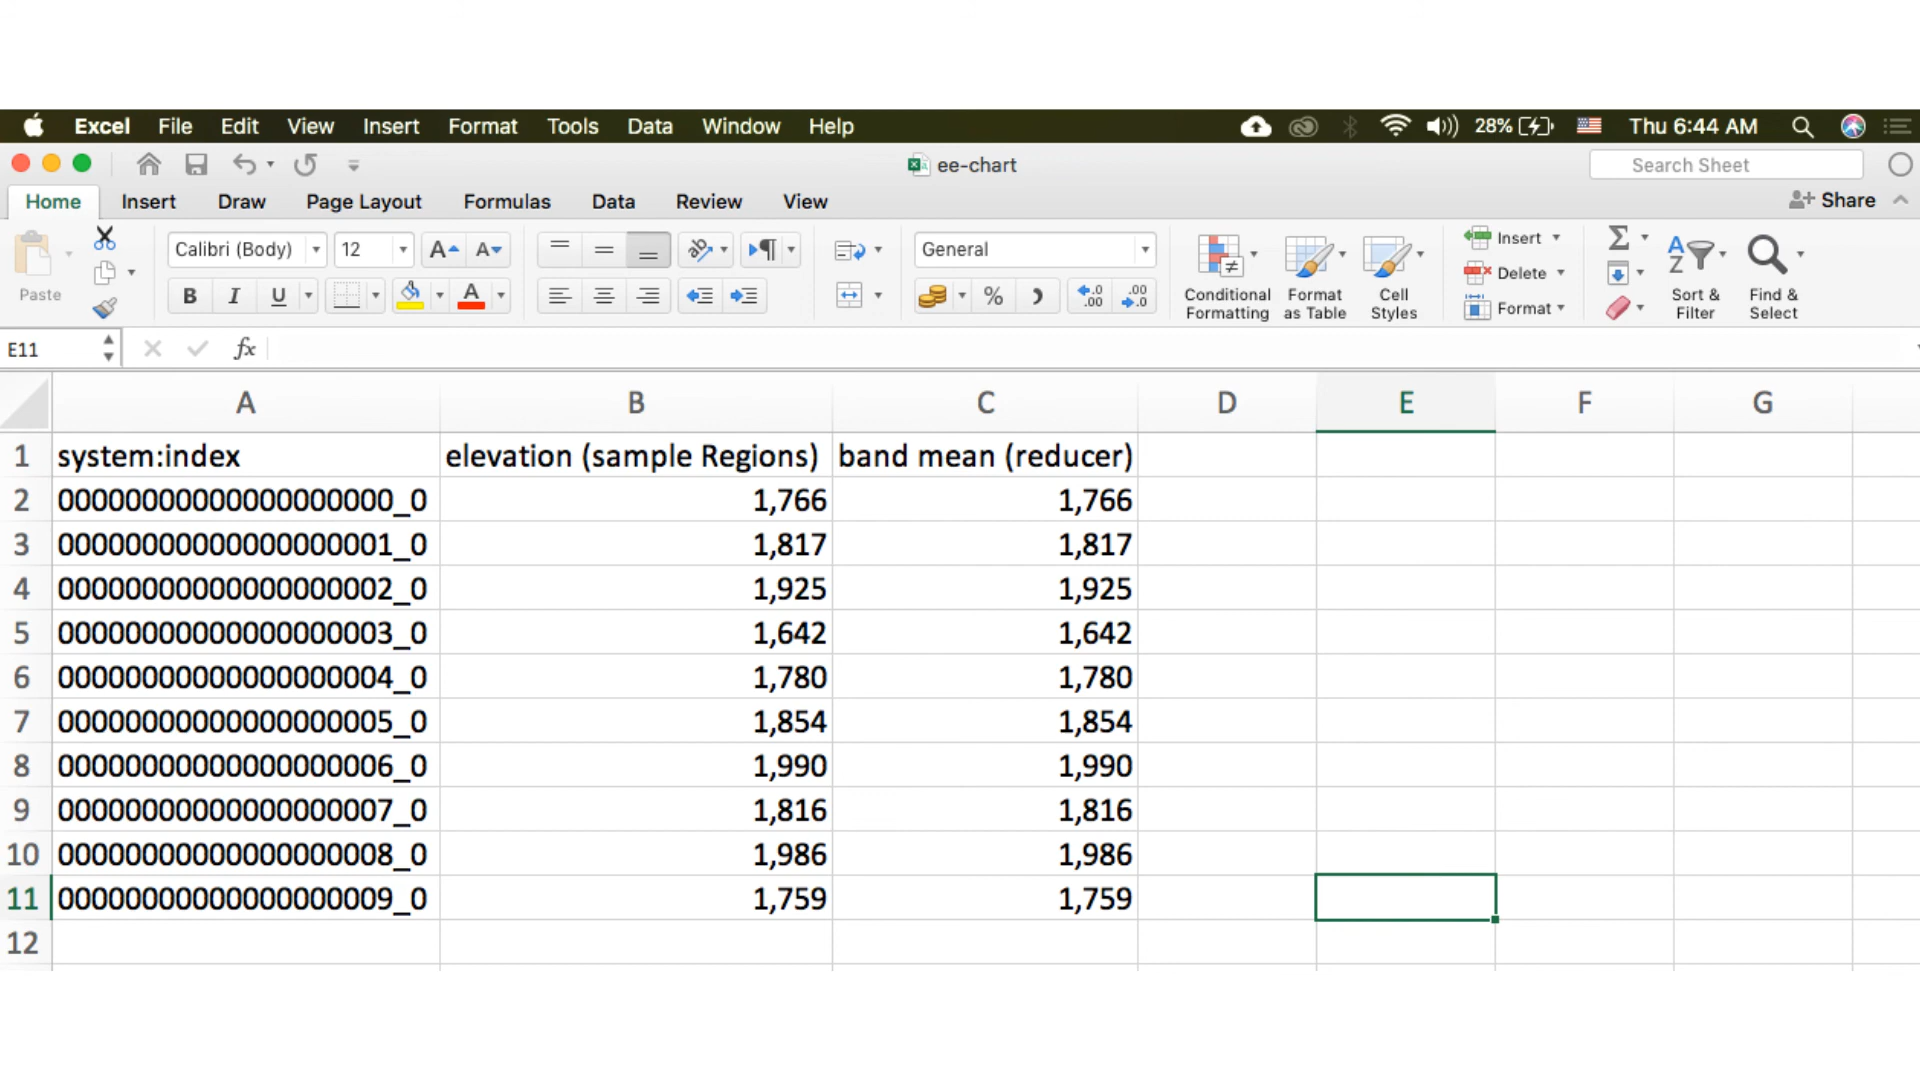 Excel File Edit View Insert Format Tools Data Window Help 28% Thu 6:44 AM
ee-chart Search Sheet
Home Insert Draw Page Layout Formulas Data Review View Share
Calibri (Body) 12 A A General Insert
Paste Delete
B I U A % .0 .00 .00 .0 Conditional Formatting Format as Table Cell Styles Format Sort & Filter Find & Select
E11 fx
A B C D E F G
1 system:index elevation (sample Regions) band mean (reducer)
2 00000000000000000000_0 1,766 1,766
3 00000000000000000001_0 1,817 1,817
4 00000000000000000002_0 1,925 1,925
5 00000000000000000003_0 1,642 1,642
6 00000000000000000004_0 1,780 1,780
7 00000000000000000005_0 1,854 1,854
8 00000000000000000006_0 1,990 1,990
9 00000000000000000007_0 1,816 1,816
10 00000000000000000008_0 1,986 1,986
11 00000000000000000009_0 1,759 1,759
12